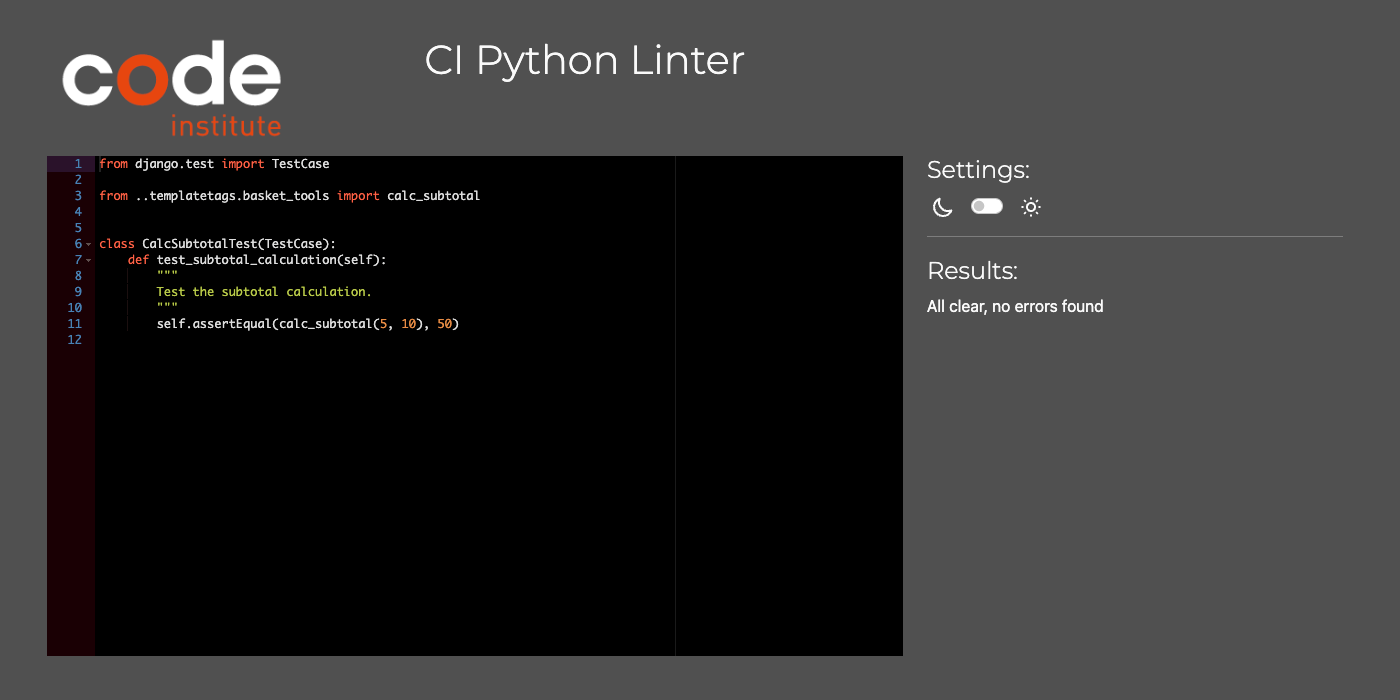 code
institute
CI Python Linter
1 from django.test import TestCase
2
3 from ..templatetags.basket_tools import calc_subtotal
4
5
6 class CalcSubtotalTest(TestCase):
7     def test_subtotal_calculation(self):
8         """
9         Test the subtotal calculation.
10         """
11         self.assertEqual(calc_subtotal(5, 10), 50)
12
Settings:
Results:
All clear, no errors found